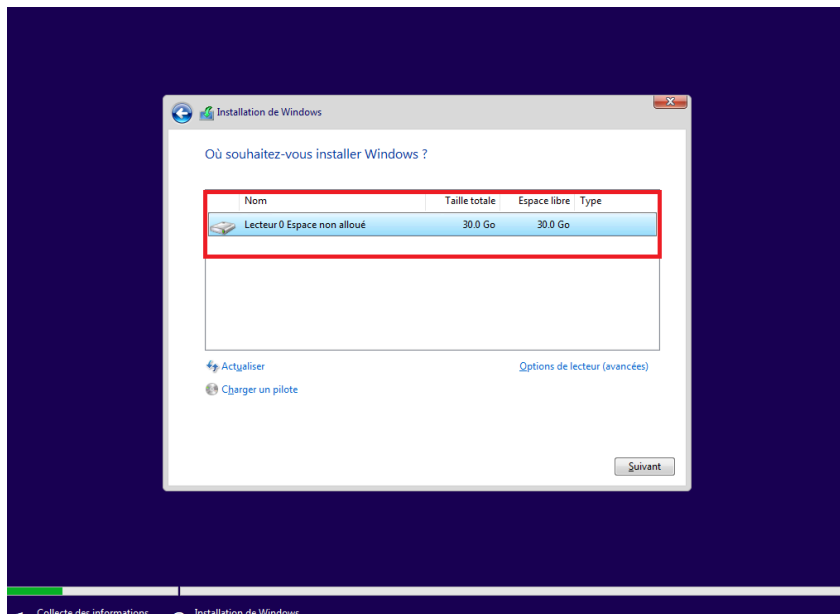 Installation de Windows
Où souhaitez-vous installer Windows ?
Nom Taille totale Espace libre Type
Lecteur 0 Espace non alloué 30.0 Go 30.0 Go
Actualiser Options de lecteur (avancées)
Charger un pilote
Suivant
Collecte des informations Installation de Windows